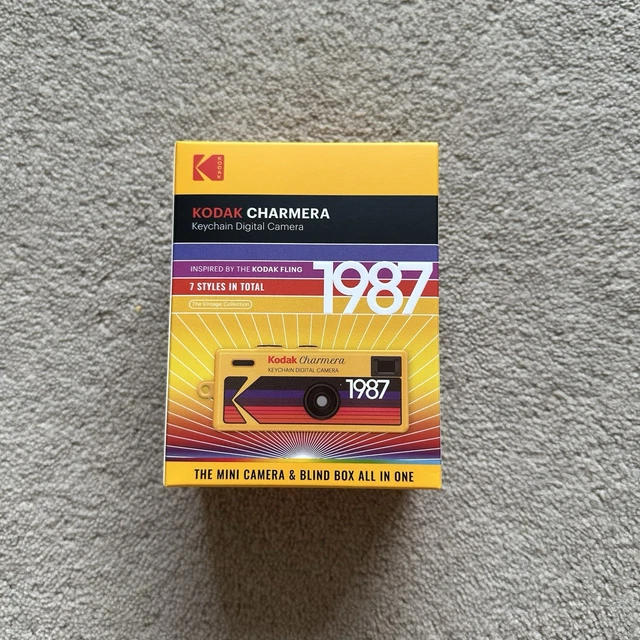 KODAK
KODAK CHARMERA
Keychain Digital Camera
INSPIRED BY THE KODAK FLING
1987
7 STYLES IN TOTAL
The Vintage Collection
Kodak Charmera
KEYCHAIN DIGITAL CAMERA
1987
THE MINI CAMERA & BLIND BOX ALL IN ONE